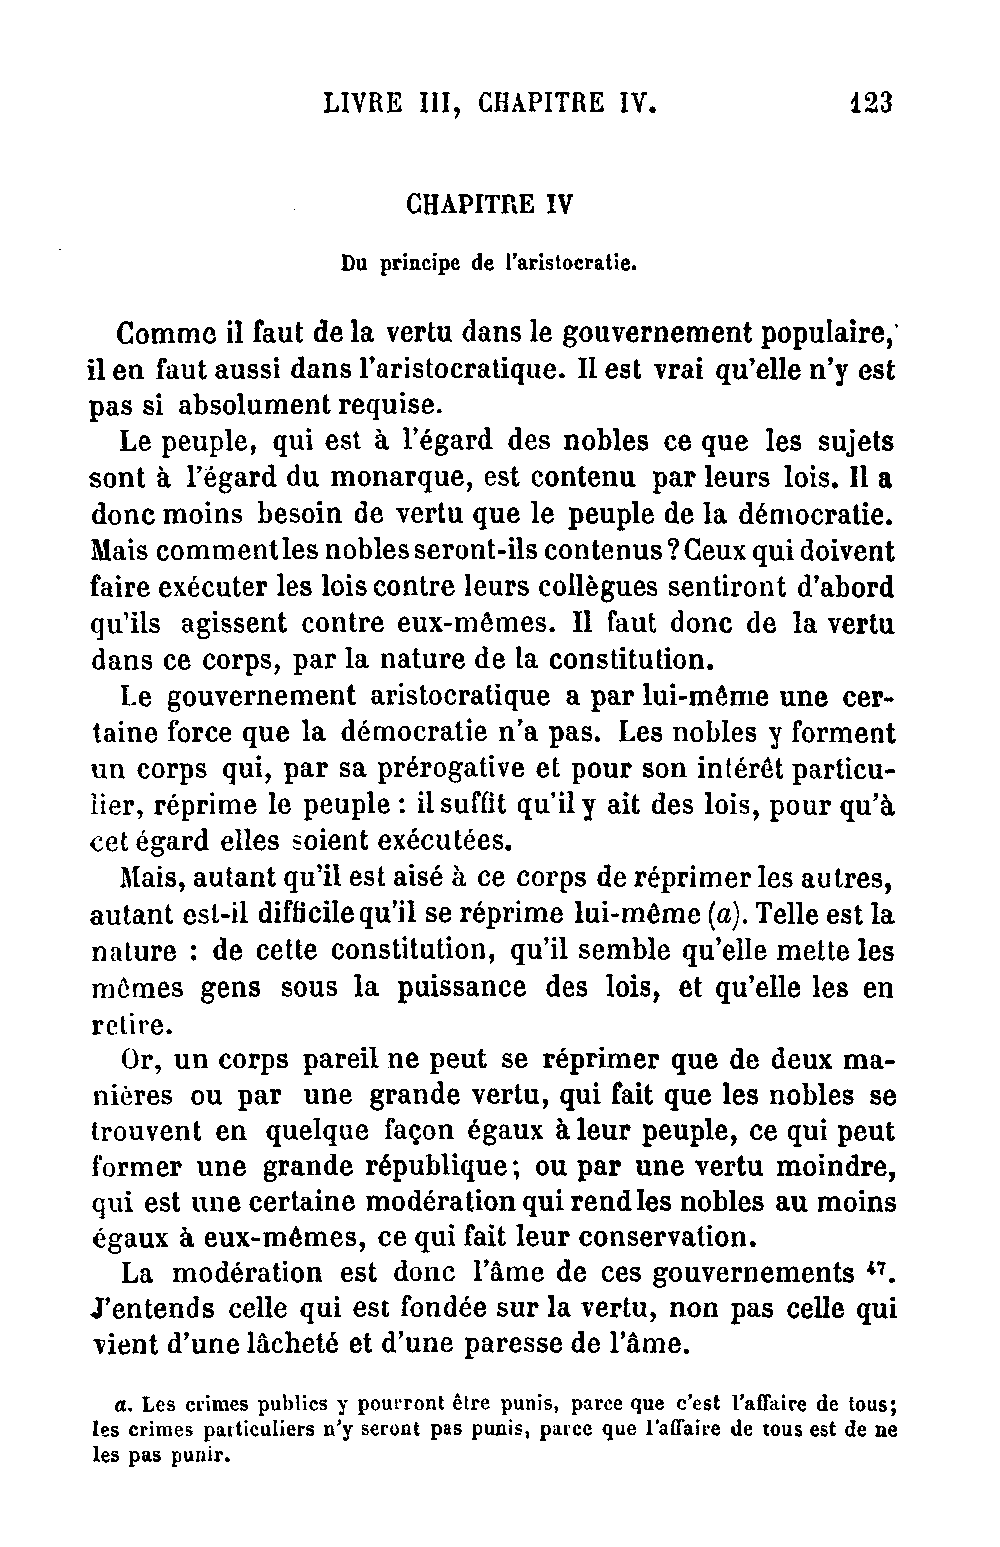 LIVRE III, CHAPITRE IV. 123
CHAPITRE IV
Du principe de l'aristocratie.
Comme il faut de la vertu dans le gouvernement populaire,
il en faut aussi dans l'aristocratique. Il est vrai qu'elle n'y est
pas si absolument requise.
Le peuple, qui est à l'égard des nobles ce que les sujets
sont à l'égard du monarque, est contenu par leurs lois. Il a
donc moins besoin de vertu que le peuple de la démocratie.
Mais comment les nobles seront-ils contenus? Ceux qui doivent
faire exécuter les lois contre leurs collègues sentiront d'abord
qu'ils agissent contre eux-mêmes. Il faut donc de la vertu
dans ce corps, par la nature de la constitution.
Le gouvernement aristocratique a par lui-même une cer-
taine force que la démocratie n'a pas. Les nobles y forment
un corps qui, par sa prérogative et pour son intérêt particu-
lier, réprime le peuple : il suffit qu'il y ait des lois, pour qu'à
cet égard elles soient exécutées.
Mais, autant qu'il est aisé à ce corps de réprimer les autres,
autant est-il difficile qu'il se réprime lui-même (a). Telle est la
nature : de cette constitution, qu'il semble qu'elle mette les
mêmes gens sous la puissance des lois, et qu'elle les en
retire.
Or, un corps pareil ne peut se réprimer que de deux ma-
nières ou par une grande vertu, qui fait que les nobles se
trouvent en quelque façon égaux à leur peuple, ce qui peut
former une grande république; ou par une vertu moindre,
qui est une certaine modération qui rend les nobles au moins
égaux à eux-mêmes, ce qui fait leur conservation.
La modération est donc l'âme de ces gouvernements 47.
J'entends celle qui est fondée sur la vertu, non pas celle qui
vient d'une lâcheté et d'une paresse de l'âme.
a. Les crimes publics y pourront être punis, parce que c'est l'affaire de tous;
les crimes particuliers n'y seront pas punis, parce que l'affaire de tous est de ne
les pas punir.